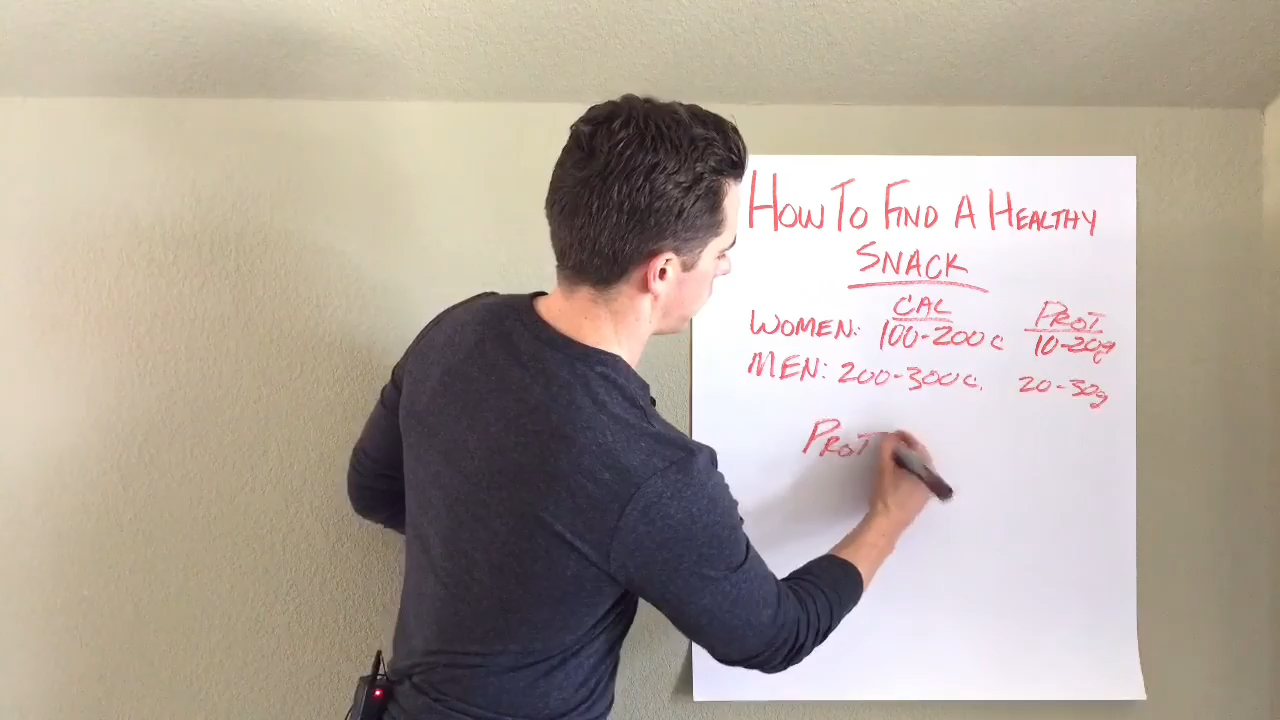 HOW TO FIND A HEALTHY
SNACK
CAL PROT
WOMEN: 100-200c 10-20g
MEN: 200-300c. 20-30g
PROT